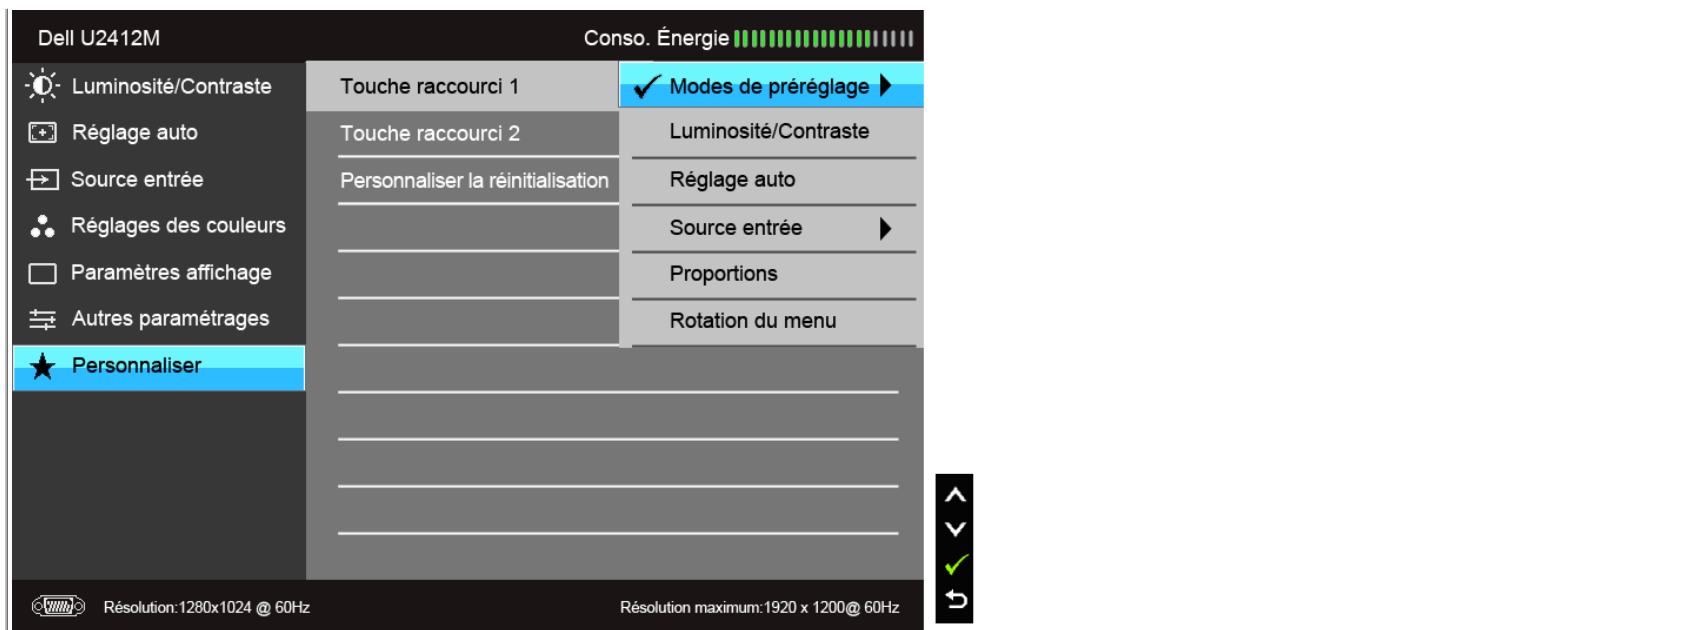 Dell U2412M
Conso. Énergie
Luminosité/Contraste
Réglage auto
Source entrée
Réglages des couleurs
Paramètres affichage
Autres paramétrages
Personnaliser
Touche raccourci 1
Touche raccourci 2
Personnaliser la réinitialisation
Modes de préréglage
Luminosité/Contraste
Réglage auto
Source entrée
Proportions
Rotation du menu
Résolution:1280x1024 @ 60Hz
Résolution maximum:1920 x 1200@ 60Hz